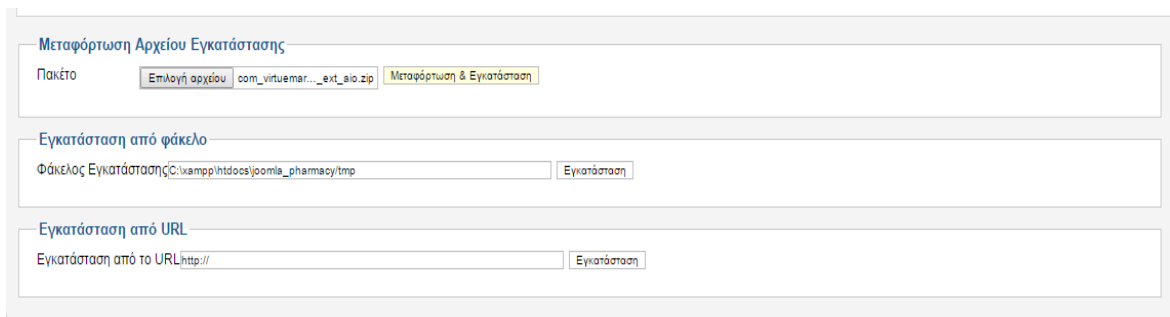 Μεταφόρτωση Αρχείου Εγκατάστασης
Πακέτο Επιλογή αρχείου com_virtuemar..._ext_aio.zip Μεταφόρτωση & Εγκατάσταση
Εγκατάσταση από φάκελο
Φάκελος Εγκατάστασης C:\xampp\htdocs\joomla_pharmacy/tmp Εγκατάσταση
Εγκατάσταση από URL
Εγκατάσταση από το URL http:// Εγκατάσταση